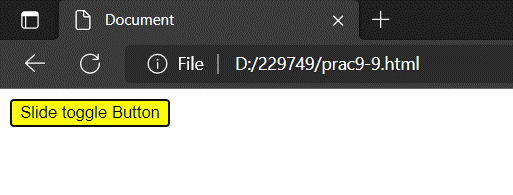 Document
File
D:/229749/prac9-9.html
Slide toggle Button